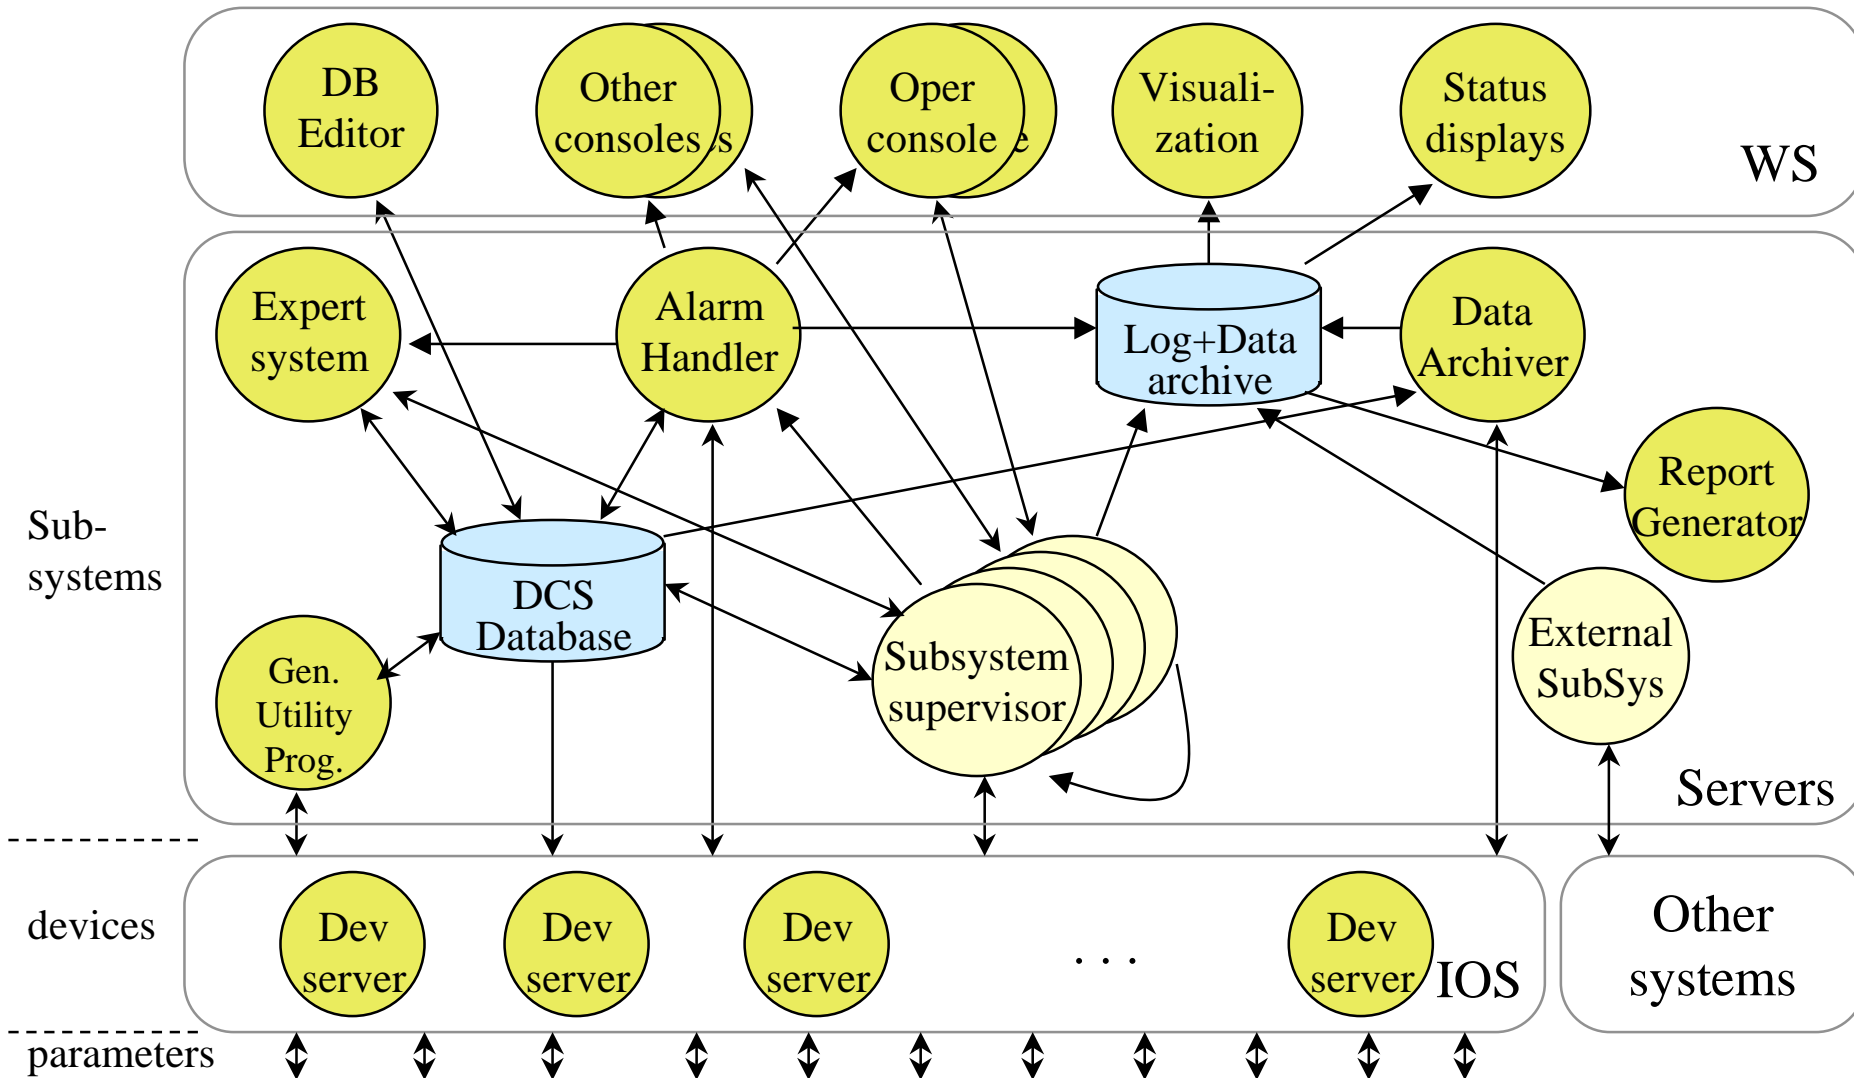 DB
Editor
Other
consoles
s
Oper
console
e
Visuali-
zation
Status
displays
WS
Expert
system
Alarm
Handler
Log+Data
archive
Data
Archiver
Report
Generator
Sub-
systems
DCS
Database
Subsystem
supervisor
External
SubSys
Gen.
Utility
Prog.
Servers
devices
Dev
server
Dev
server
Dev
server
. . .
Dev
server
IOS
Other
systems
parameters